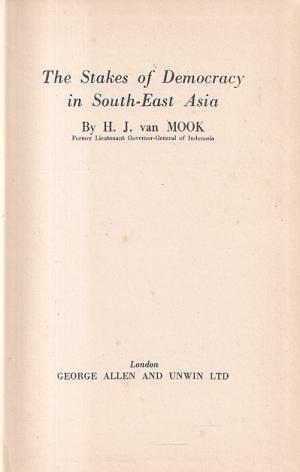 The Stakes of Democracy
in South-East Asia
By H. J. van MOOK
Former Lieutenant Governor-General of Indonesia
London
GEORGE ALLEN AND UNWIN LTD